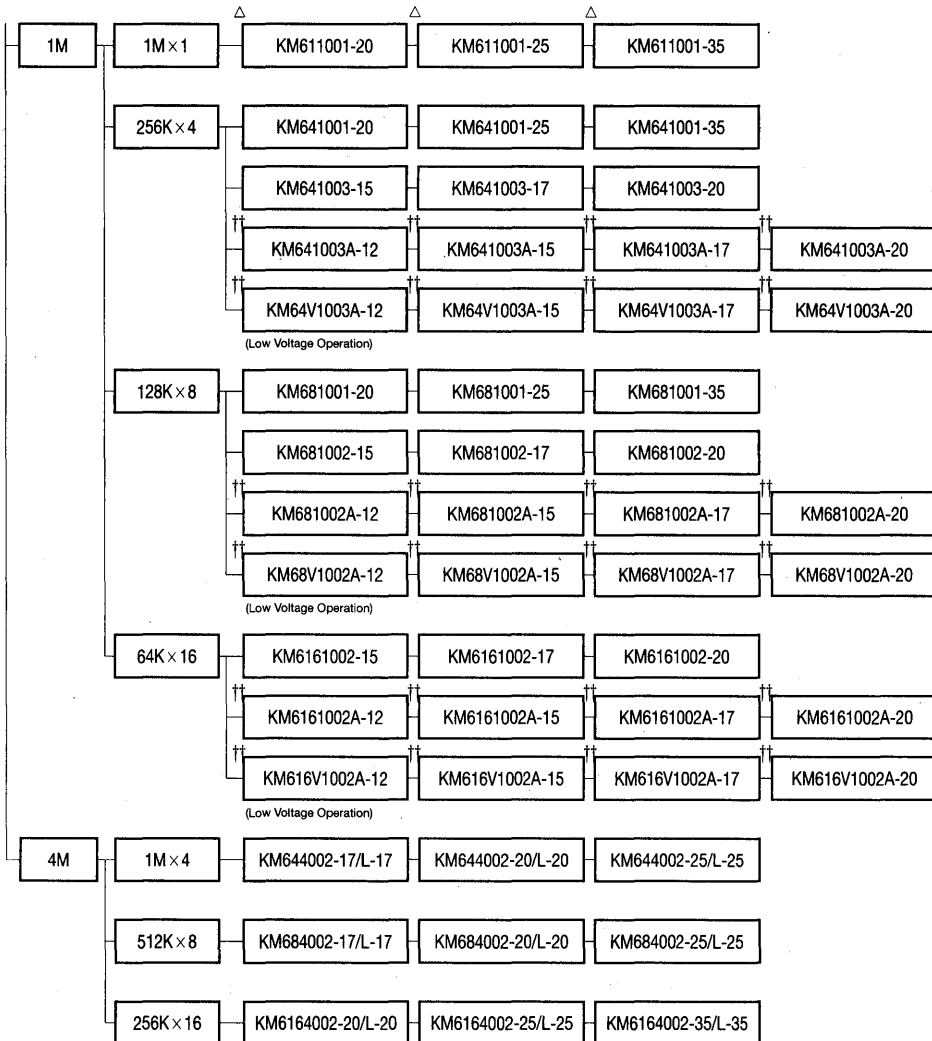 △ △ △
1M 1M×1 KM611001-20 KM611001-25 KM611001-35
256K×4 KM641001-20 KM641001-25 KM641001-35
KM641003-15 KM641003-17 KM641003-20
†† †† †† ††
KM641003A-12 KM641003A-15 KM641003A-17 KM641003A-20
†† †† †† ††
KM64V1003A-12 KM64V1003A-15 KM64V1003A-17 KM64V1003A-20
(Low Voltage Operation)
128K×8 KM681001-20 KM681001-25 KM681001-35
KM681002-15 KM681002-17 KM681002-20
†† †† †† ††
KM681002A-12 KM681002A-15 KM681002A-17 KM681002A-20
†† †† †† ††
KM68V1002A-12 KM68V1002A-15 KM68V1002A-17 KM68V1002A-20
(Low Voltage Operation)
64K×16 KM6161002-15 KM6161002-17 KM6161002-20
†† †† †† ††
KM6161002A-12 KM6161002A-15 KM6161002A-17 KM6161002A-20
†† †† †† ††
KM616V1002A-12 KM616V1002A-15 KM616V1002A-17 KM616V1002A-20
(Low Voltage Operation)
4M 1M×4 KM644002-17/L-17 KM644002-20/L-20 KM644002-25/L-25
512K×8 KM684002-17/L-17 KM684002-20/L-20 KM684002-25/L-25
256K×16 KM6164002-20/L-20 KM6164002-25/L-25 KM6164002-35/L-35